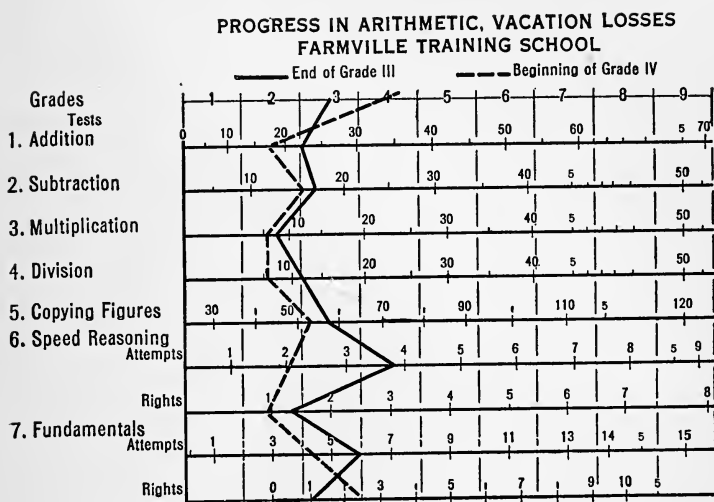 PROGRESS IN ARITHMETIC, VACATION LOSSES
FARMVILLE TRAINING SCHOOL
End of Grade III Beginning of Grade IV
Grades 1 2 3 4 5 6 7 8 9
Tests
0 10 20 30 40 50 60 5 70
1. Addition
10 20 30 40 5 50
2. Subtraction
10 20 30 40 5 50
3. Multiplication
10 20 30 40 5 50
4. Division
30 50 70 90 110 5 120
5. Copying Figures
6. Speed Reasoning
Attempts 1 2 3 4 5 6 7 8 5 9
Rights 1 2 3 4 5 6 7 8
7. Fundamentals
Attempts 1 3 5 7 9 11 13 14 5 15
Rights 0 1 3 5 7 9 10 5